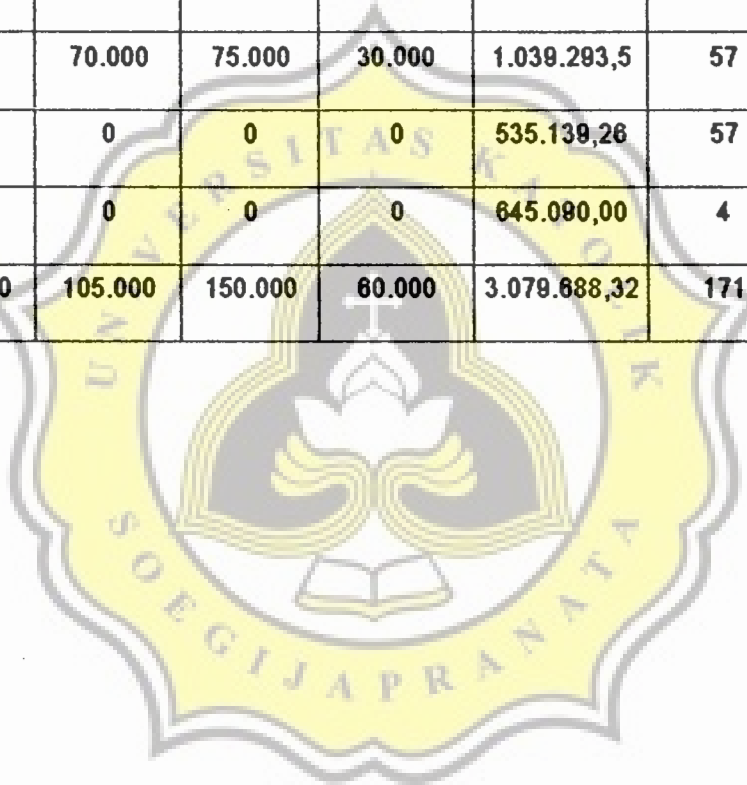 70.000 75.000 30.000 1.039.293,5 57
0 0 0 535.139,26 57
0 0 0 645.090,00 4
0 105.000 150.000 60.000 3.079.688,32 171
UNIVERSITAS KATOLIK
SOEGIJAPRANATA